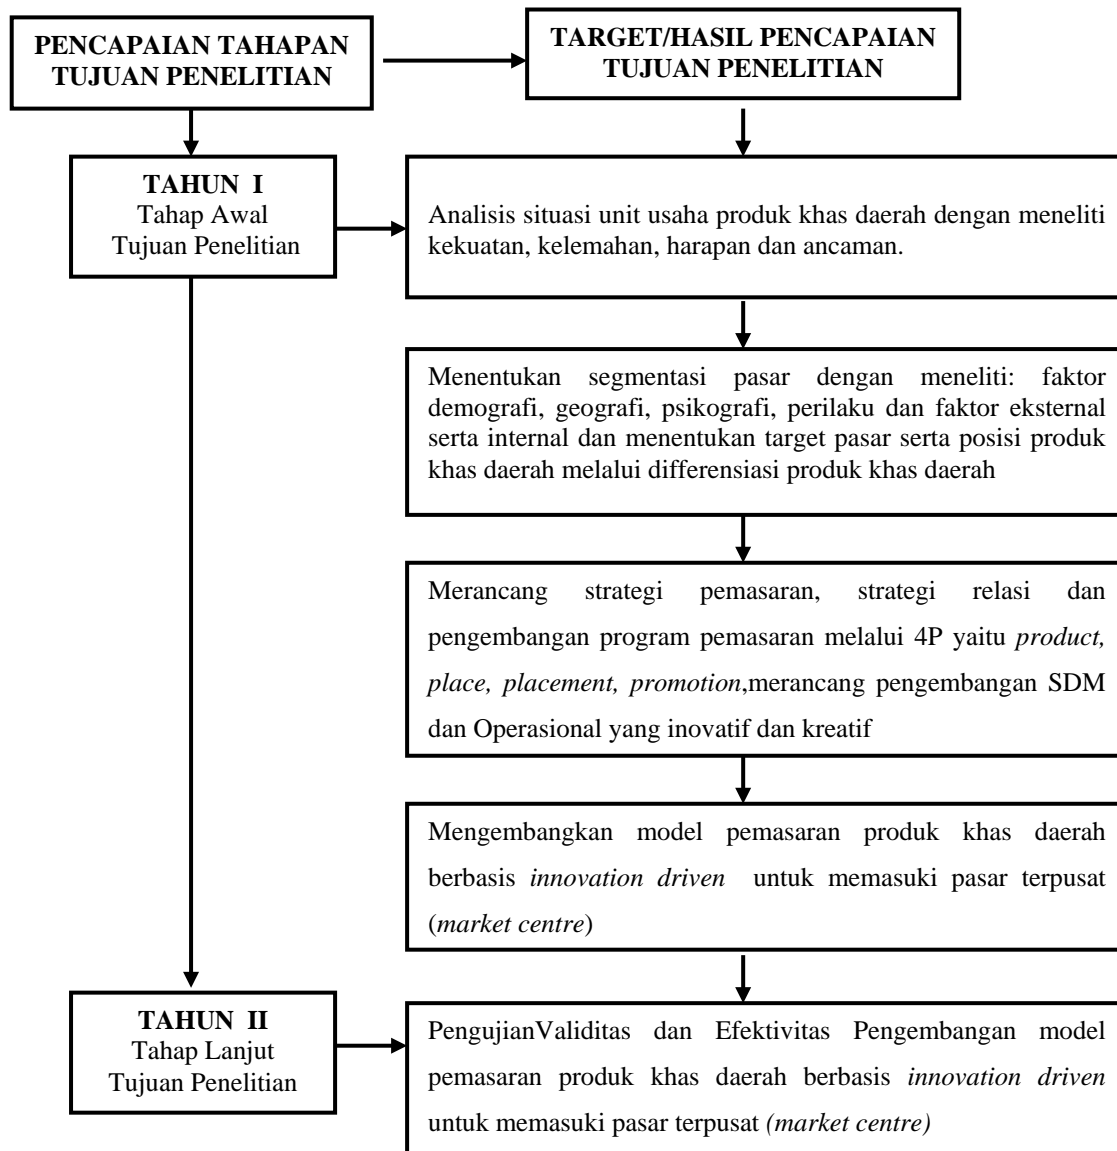 PENCAPAIAN TAHAPAN
TUJUAN PENELITIAN
TARGET/HASIL PENCAPAIAN
TUJUAN PENELITIAN
TAHUN I
Tahap Awal
Tujuan Penelitian
Analisis situasi unit usaha produk khas daerah dengan meneliti
kekuatan, kelemahan, harapan dan ancaman.
Menentukan segmentasi pasar dengan meneliti: faktor
demografi, geografi, psikografi, perilaku dan faktor eksternal
serta internal dan menentukan target pasar serta posisi produk
khas daerah melalui differensiasi produk khas daerah
Merancang strategi pemasaran, strategi relasi dan
pengembangan program pemasaran melalui 4P yaitu product,
place, placement, promotion,merancang pengembangan SDM
dan Operasional yang inovatif dan kreatif
Mengembangkan model pemasaran produk khas daerah
berbasis innovation driven untuk memasuki pasar terpusat
(market centre)
TAHUN II
Tahap Lanjut
Tujuan Penelitian
PengujianValiditas dan Efektivitas Pengembangan model
pemasaran produk khas daerah berbasis innovation driven
untuk memasuki pasar terpusat (market centre)